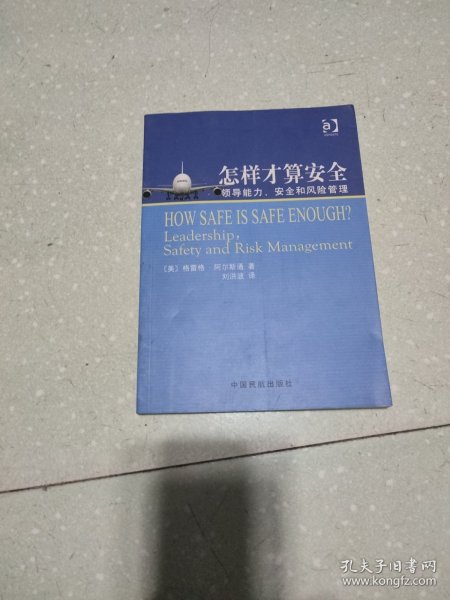 怎样才算安全
领导能力、安全和风险管理
HOW SAFE IS SAFE ENOUGH?
Leadership,
Safety and Risk Management
〔美〕格雷格·阿尔斯通 著
刘洪波 译
中国民航出版社
孔夫子旧书网
www.kongfz.com